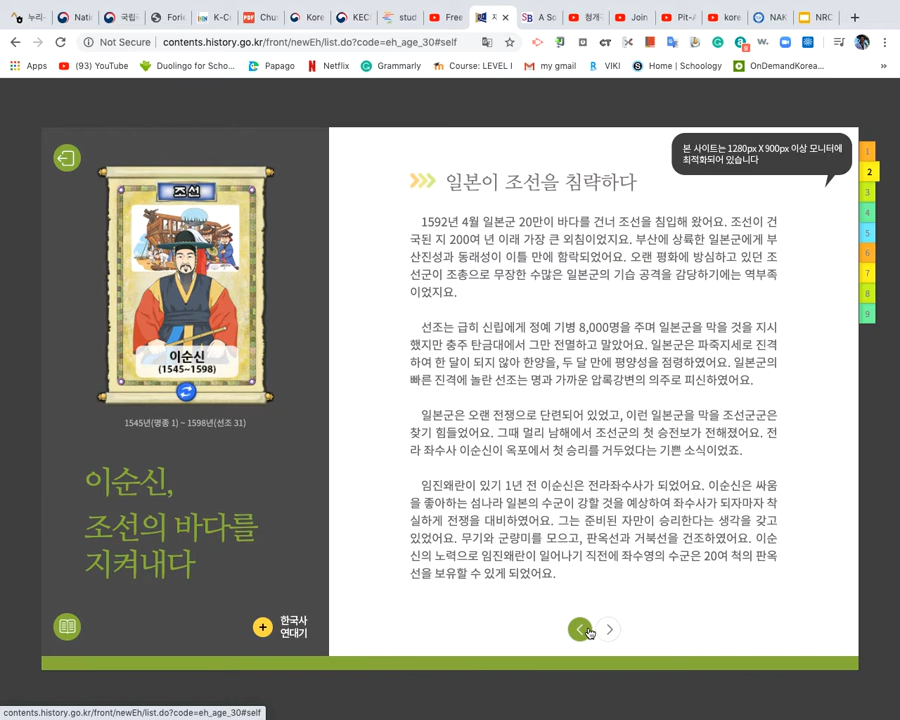 누리-
국립
Foric
K-C
Chus
Kore
KEC
stud
Free
지
A So
청개구
Join
Pit-A
kore
NAK
NRC
Not Secure
contents.history.go.kr/front/newEh/list.do?code=eh_age_30#self
Apps
(93) YouTube
Duolingo for Scho...
Papago
Netflix
Grammarly
Course: LEVEL I
my gmail
VIKI
Home | Schoology
OnDemandKorea...
»
본 사이트는 1280px X 900px 이상 모니터에
최적화되어 있습니다
1
2
3
4
5
6
7
8
9
조선
이순신
(1545~1598)
1545년(명종 1) ~ 1598년(선조 31)
이순신,
조선의 바다를
지켜내다
한국사
연대기
일본이 조선을 침략하다
1592년 4월 일본군 20만이 바다를 건너 조선을 침입해 왔어요. 조선이 건
국된 지 200여 년 이래 가장 큰 외침이었지요. 부산에 상륙한 일본군에게 부
산진성과 동래성이 이틀 만에 함락되었어요. 오랜 평화에 방심하고 있던 조
선군이 조총으로 무장한 수많은 일본군의 기습 공격을 감당하기에는 역부족
이었지요.
선조는 급히 신립에게 정예 기병 8,000명을 주며 일본군을 막을 것을 지시
했지만 충주 탄금대에서 그만 전멸하고 말았어요. 일본군은 파죽지세로 진격
하여 한 달이 되지 않아 한양을, 두 달 만에 평양성을 점령하였어요. 일본군의
빠른 진격에 놀란 선조는 명과 가까운 압록강변의 의주로 피신하였어요.
일본군은 오랜 전쟁으로 단련되어 있었고, 이런 일본군을 막을 조선군군은
찾기 힘들었어요. 그때 멀리 남해에서 조선군의 첫 승전보가 전해졌어요. 전
라 좌수사 이순신이 옥포에서 첫 승리를 거두었다는 기쁜 소식이었죠.
임진왜란이 있기 1년 전 이순신은 전라좌수사가 되었어요. 이순신은 싸움
을 좋아하는 섬나라 일본의 수군이 강할 것을 예상하여 좌수사가 되자마자 착
실하게 전쟁을 대비하였어요. 그는 준비된 자만이 승리한다는 생각을 갖고
있었어요. 무기와 군량미를 모으고, 판옥선과 거북선을 건조하였어요. 이순
신의 노력으로 임진왜란이 일어나기 직전에 좌수영의 수군은 20여 척의 판옥
선을 보유할 수 있게 되었어요.
contents.history.go.kr/front/newEh/list.do?code=eh_age_30#self